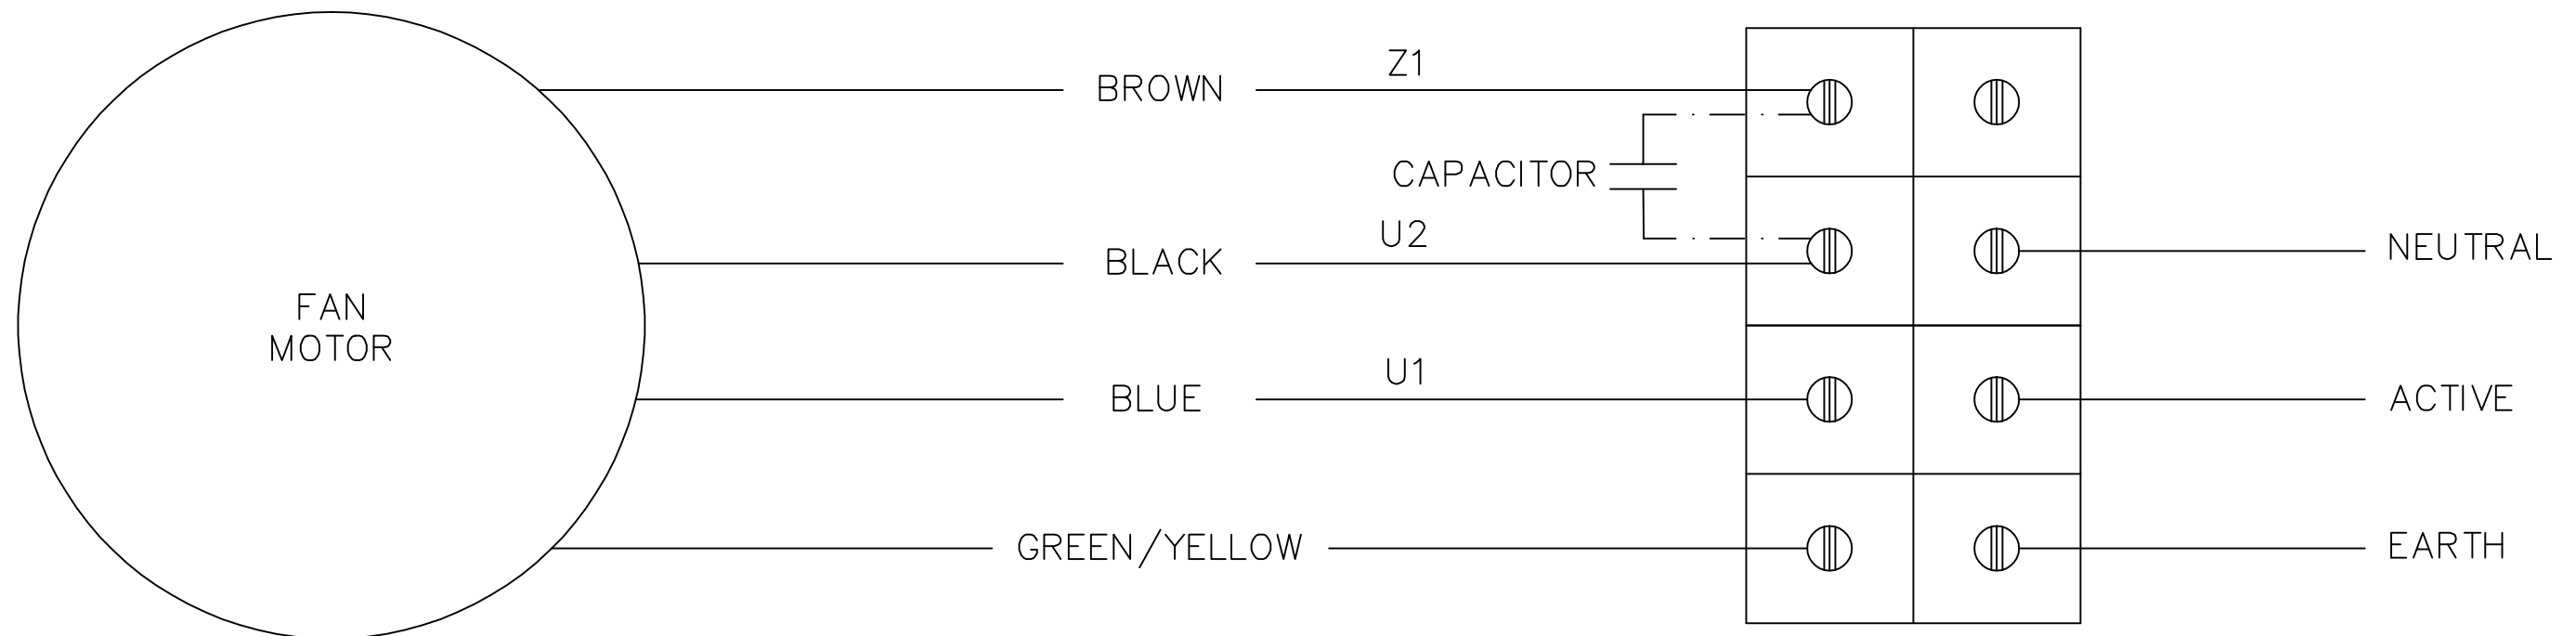 Z1
BROWN
CAPACITOR
U2
BLACK
NEUTRAL
FAN
MOTOR
U1
BLUE
ACTIVE
GREEN/YELLOW
EARTH